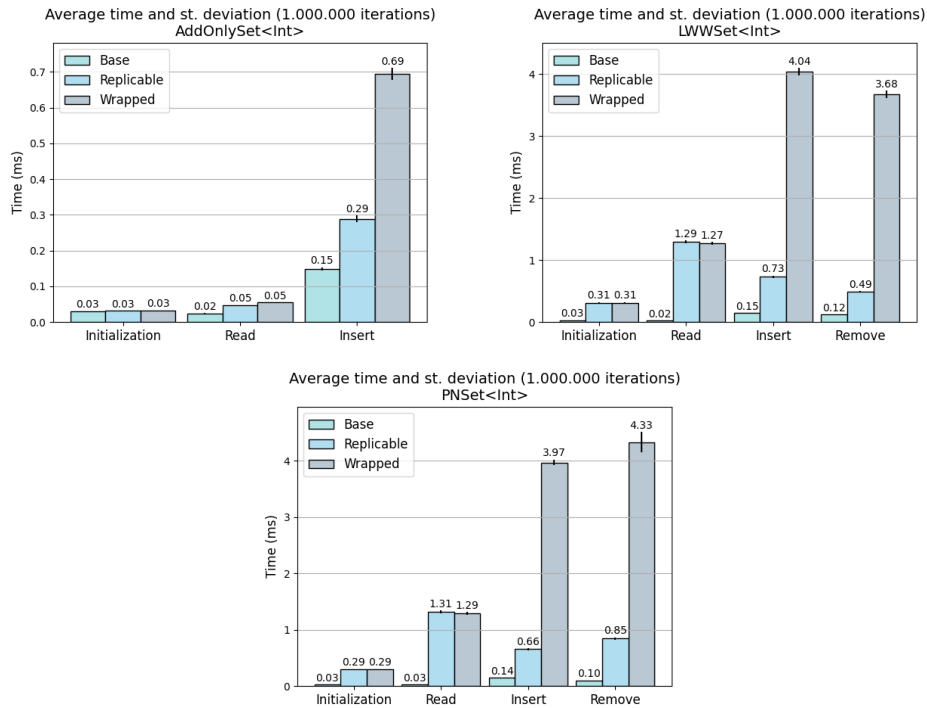 Average time and st. deviation (1.000.000 iterations)
AddOnlySet<Int>
Base
Replicable
Wrapped
Time (ms)
0.7
0.6
0.5
0.4
0.3
0.2
0.1
0.0
0.03
0.03
0.03
0.02
0.05
0.05
0.15
0.29
0.69
Initialization
Read
Insert
Average time and st. deviation (1.000.000 iterations)
LWWSet<Int>
Base
Replicable
Wrapped
Time (ms)
4
3
2
1
0
0.03
0.31
0.31
0.02
1.29
1.27
0.15
0.73
4.04
0.12
0.49
3.68
Initialization
Read
Insert
Remove
Average time and st. deviation (1.000.000 iterations)
PNSet<Int>
Base
Replicable
Wrapped
Time (ms)
4
3
2
1
0
0.03
0.29
0.29
0.03
1.31
1.29
0.14
0.66
3.97
0.10
0.85
4.33
Initialization
Read
Insert
Remove